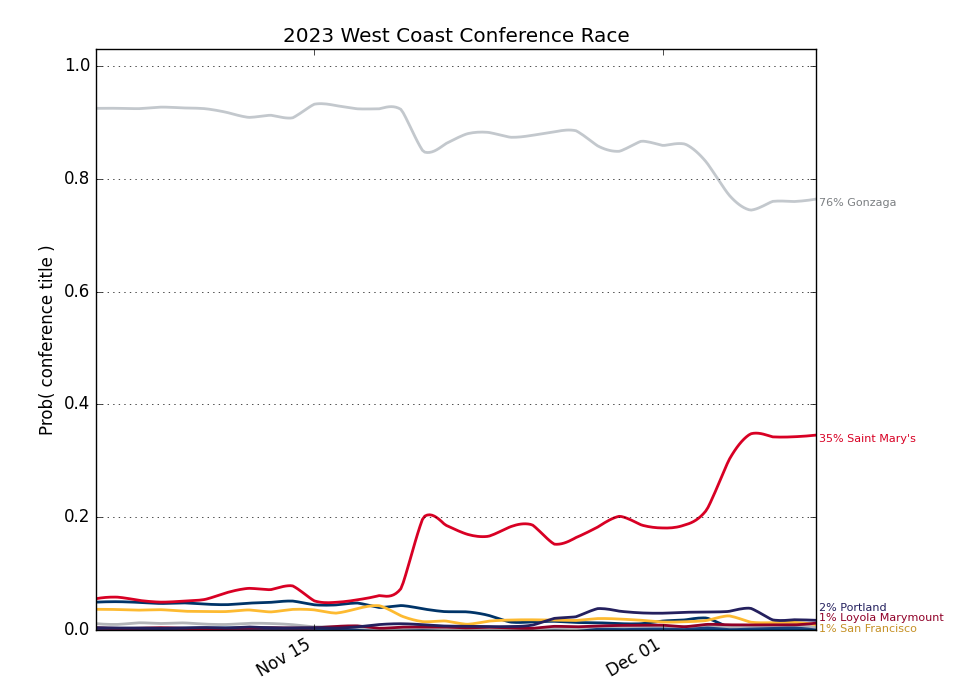 2023 West Coast Conference Race
Prob( conference title )
1.0
0.8
0.6
0.4
0.2
0.0
76% Gonzaga
35% Saint Mary's
2% Portland
1% Loyola Marymount
1% San Francisco
Nov 15
Dec 01